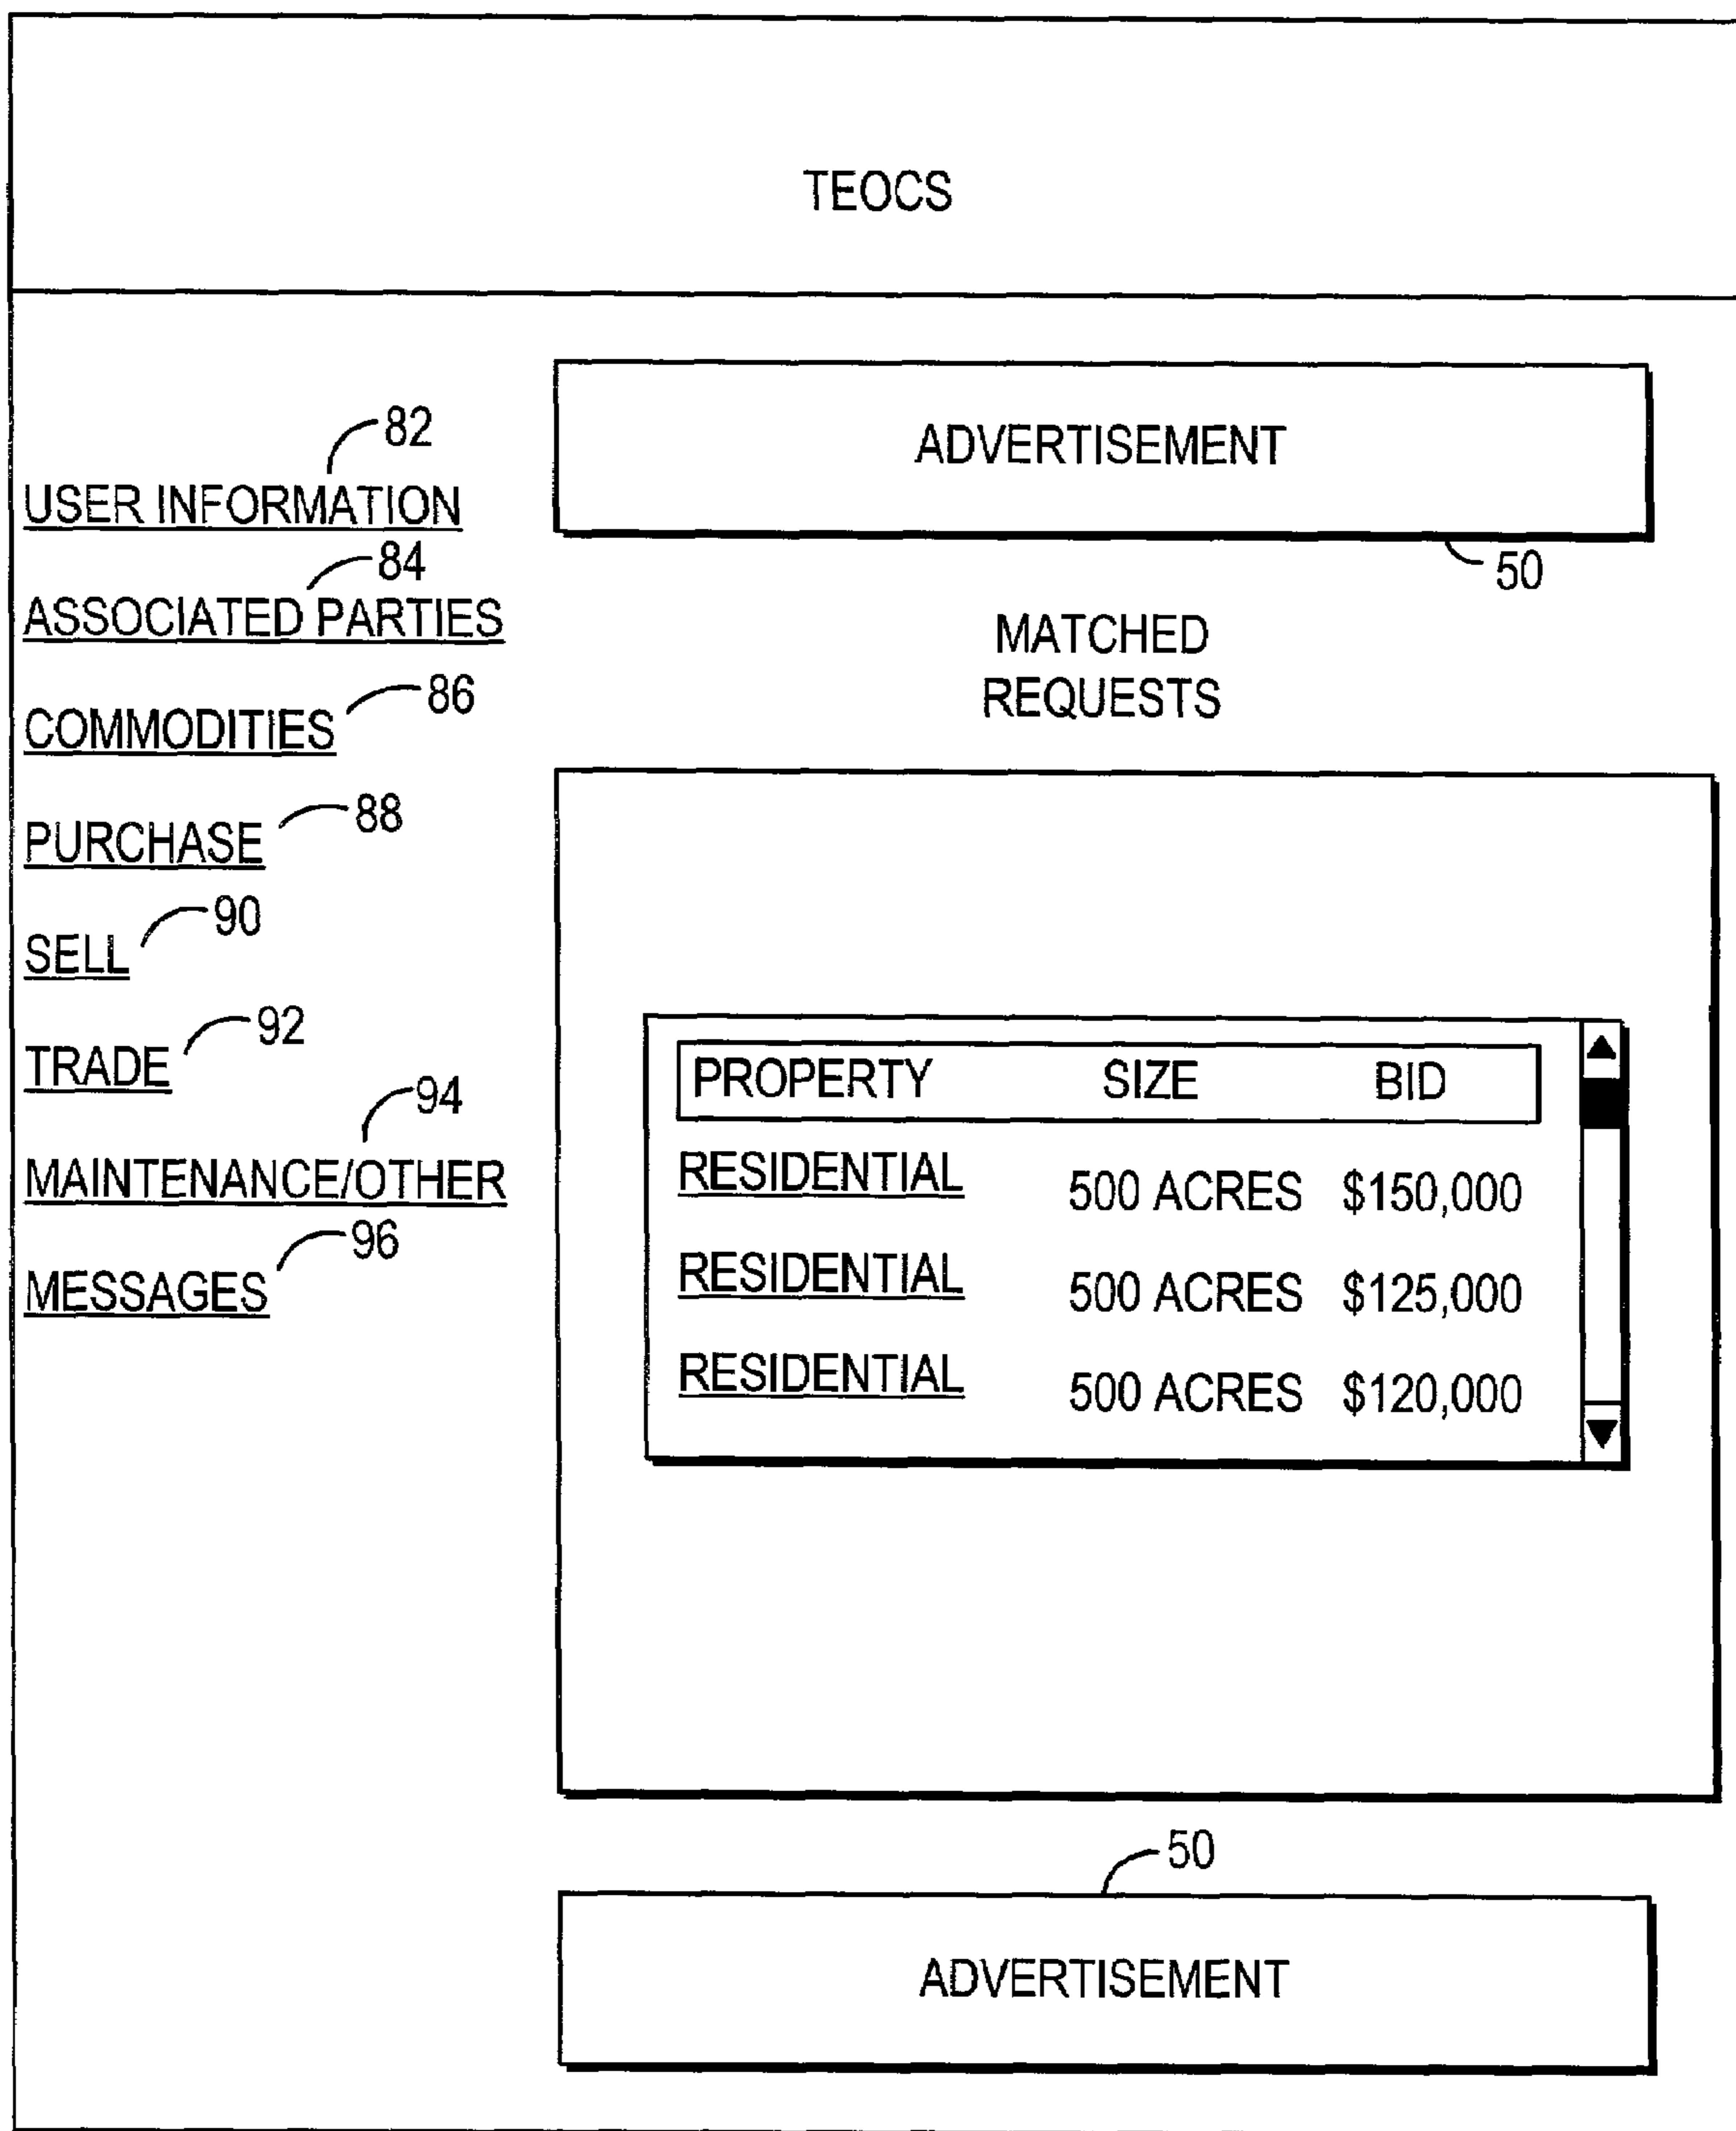 TEOCS
82
USER INFORMATION
84
ASSOCIATED PARTIES
86
COMMODITIES
88
PURCHASE
90
SELL
92
TRADE
94
MAINTENANCE/OTHER
96
MESSAGES
ADVERTISEMENT
50
MATCHED
REQUESTS
PROPERTY SIZE BID
RESIDENTIAL 500 ACRES $150,000
RESIDENTIAL 500 ACRES $125,000
RESIDENTIAL 500 ACRES $120,000
50
ADVERTISEMENT